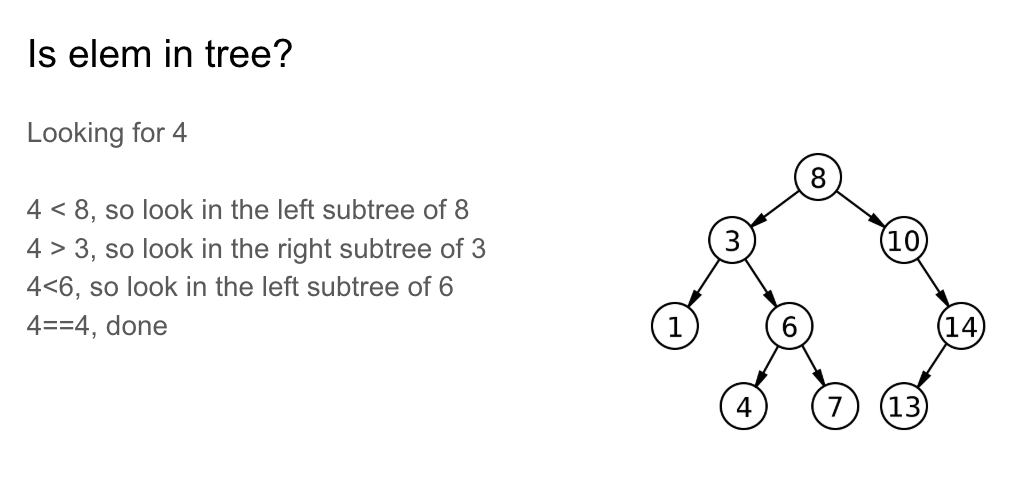 Is elem in tree?
Looking for 4
4 < 8, so look in the left subtree of 8
4 > 3, so look in the right subtree of 3
4<6, so look in the left subtree of 6
4==4, done
8
3 10
1 6 14
4 7 13